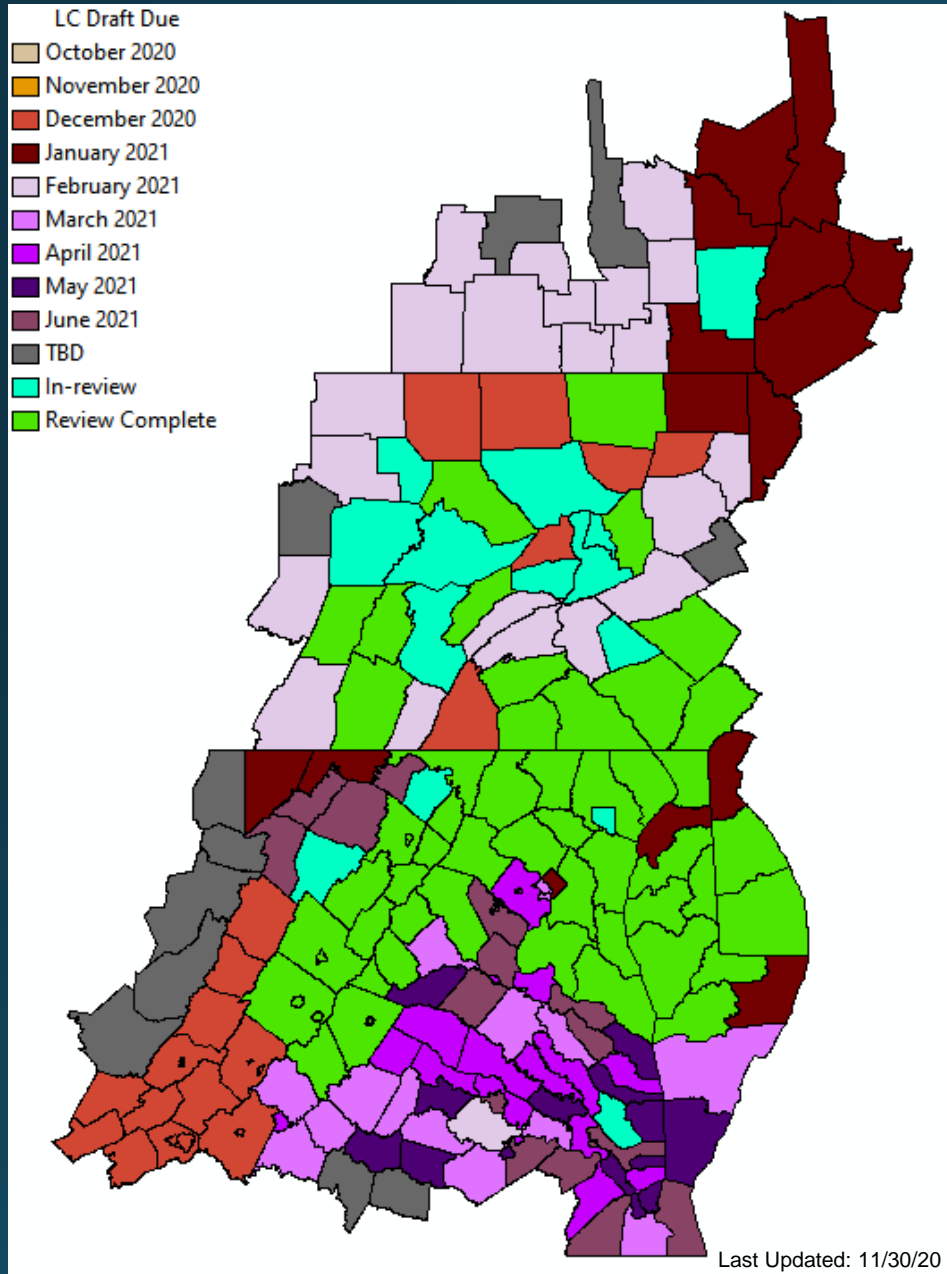 LC Draft Due
October 2020
November 2020
December 2020
January 2021
February 2021
March 2021
April 2021
May 2021
June 2021
TBD
In-review
Review Complete
Last Updated: 11/30/20